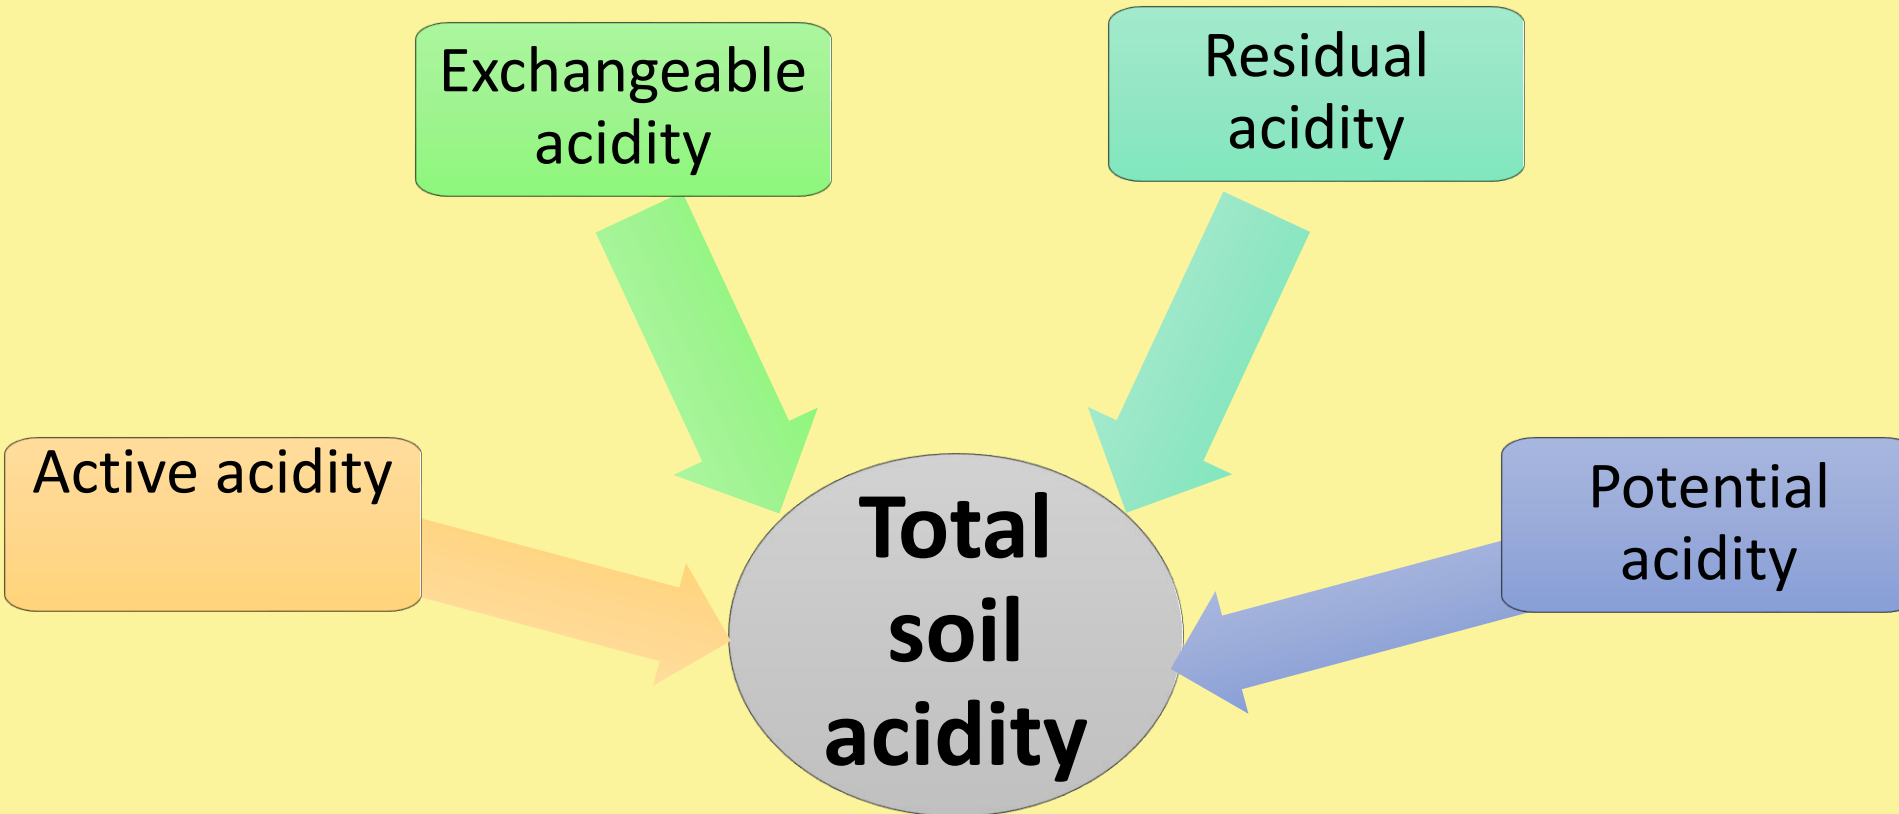 Exchangeable
acidity
Residual
acidity
Active acidity
Potential
acidity
Total
soil
acidity